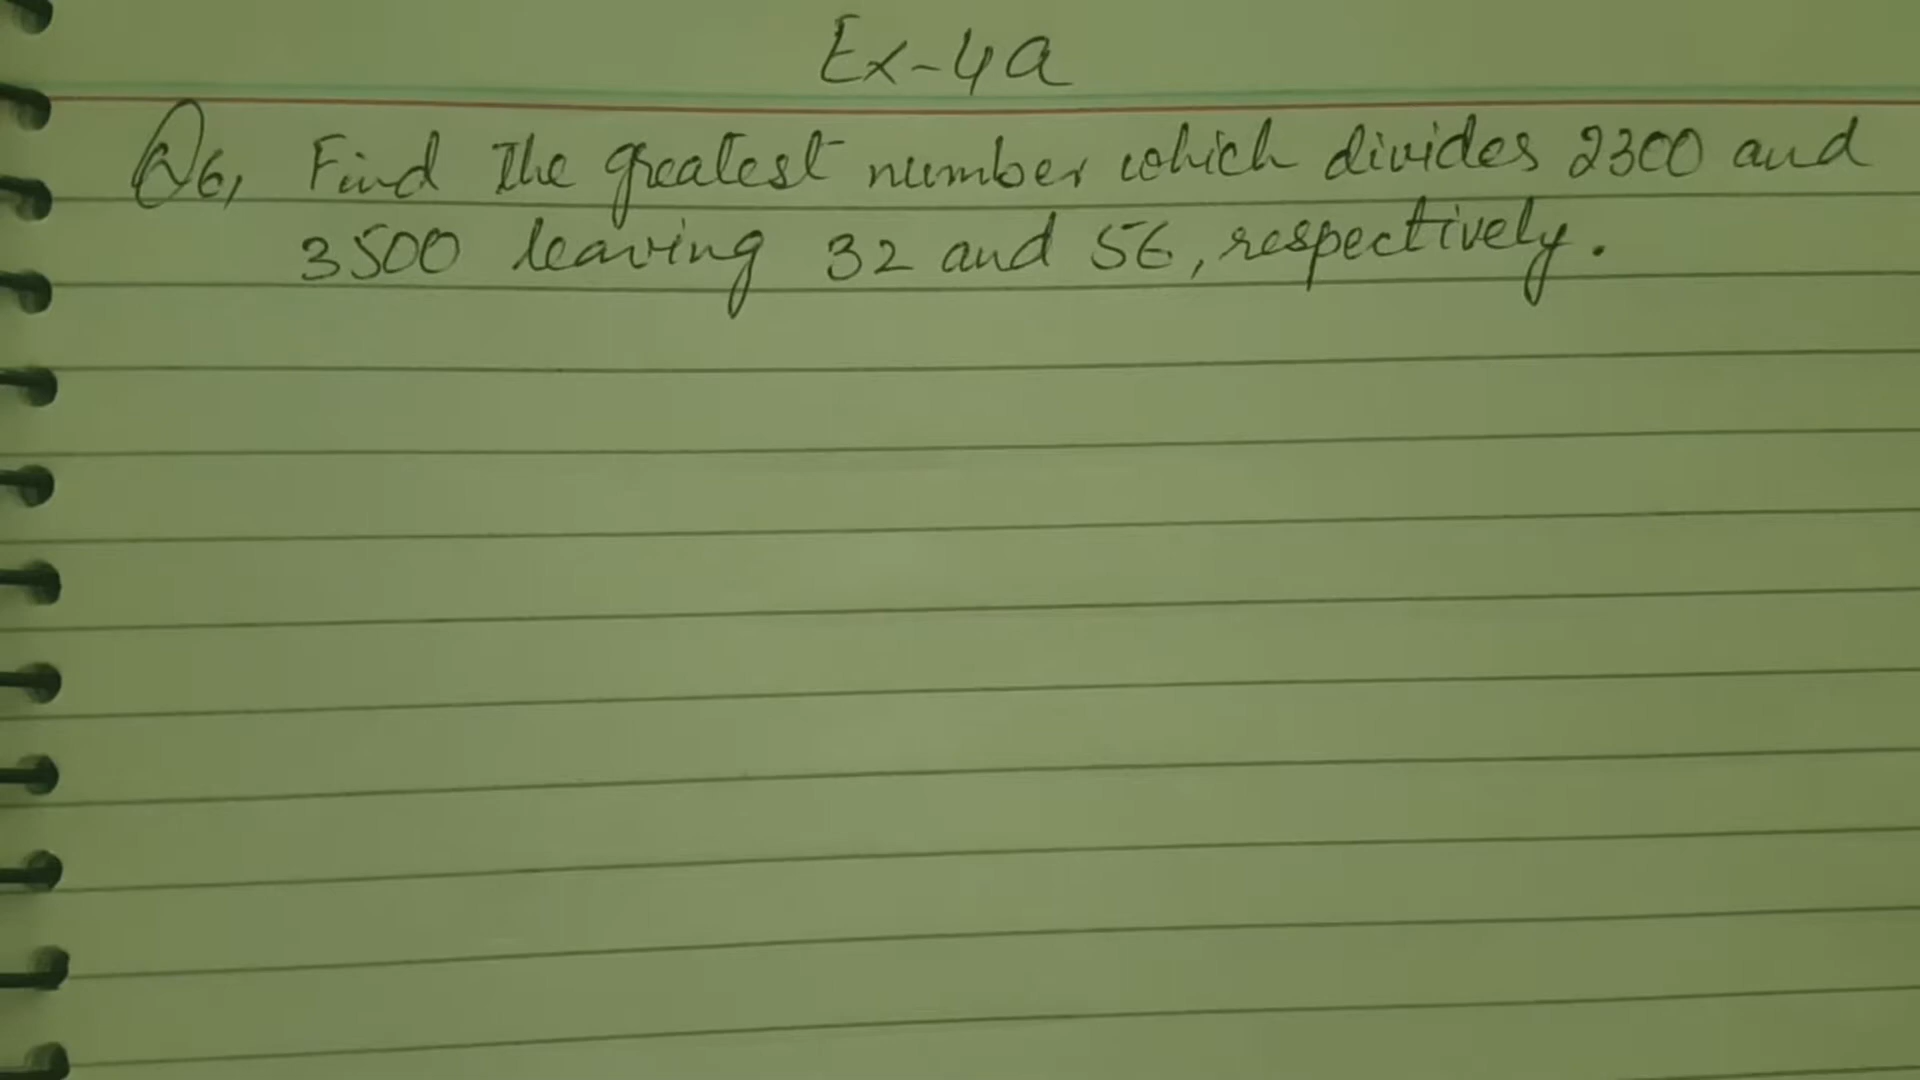 Ex-4a
Q6, Find the greatest number which divides 2300 and
3500 leaving 32 and 56, respectively.